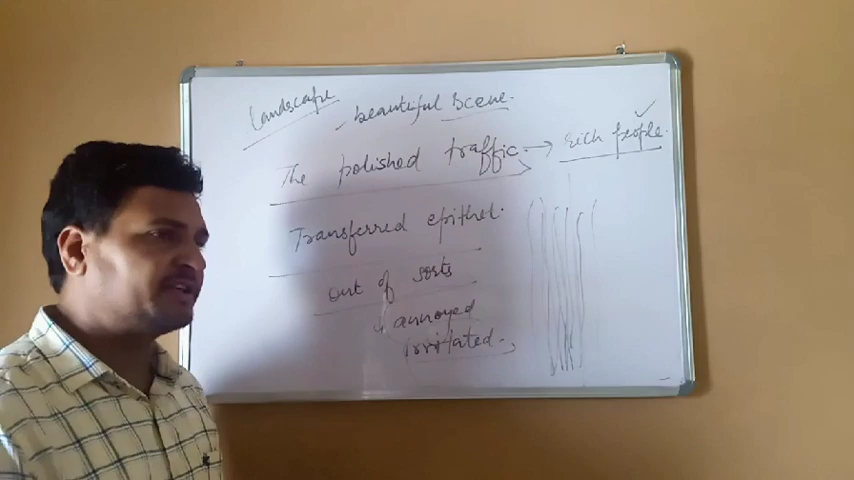 Landscape
beautiful scene.
The polished traffic. → rich people.
Transferred epithet.
out of sorts
annoyed
irritated.